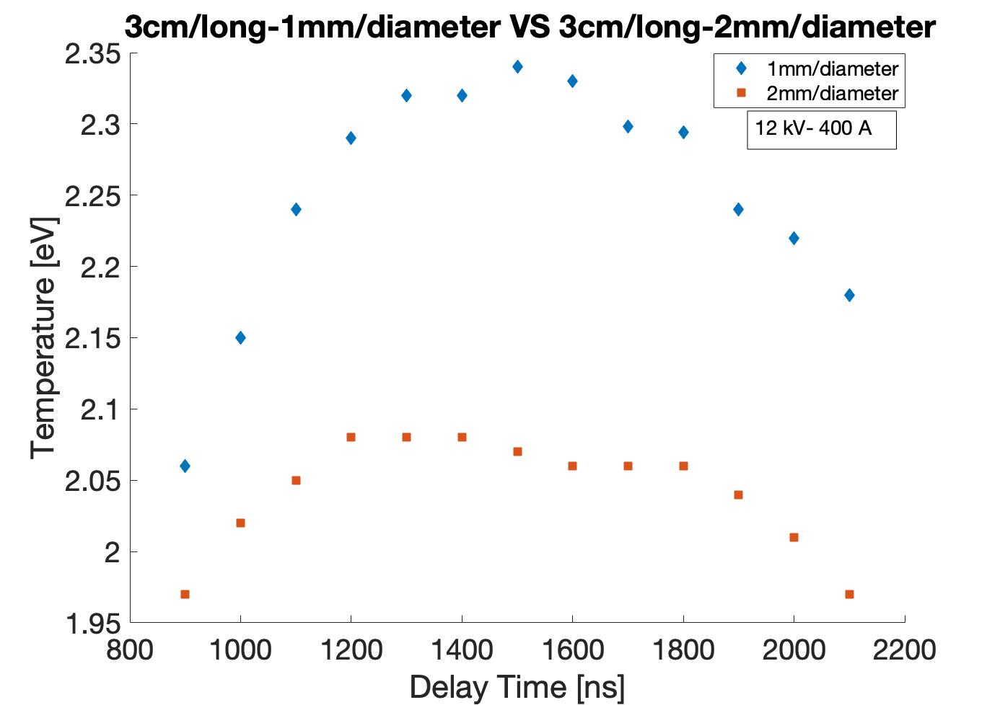 3cm/long-1mm/diameter VS 3cm/long-2mm/diameter
1mm/diameter
2mm/diameter
12 kV- 400 A
Temperature [eV]
2.35
2.3
2.25
2.2
2.15
2.1
2.05
2
1.95
800 1000 1200 1400 1600 1800 2000 2200
Delay Time [ns]